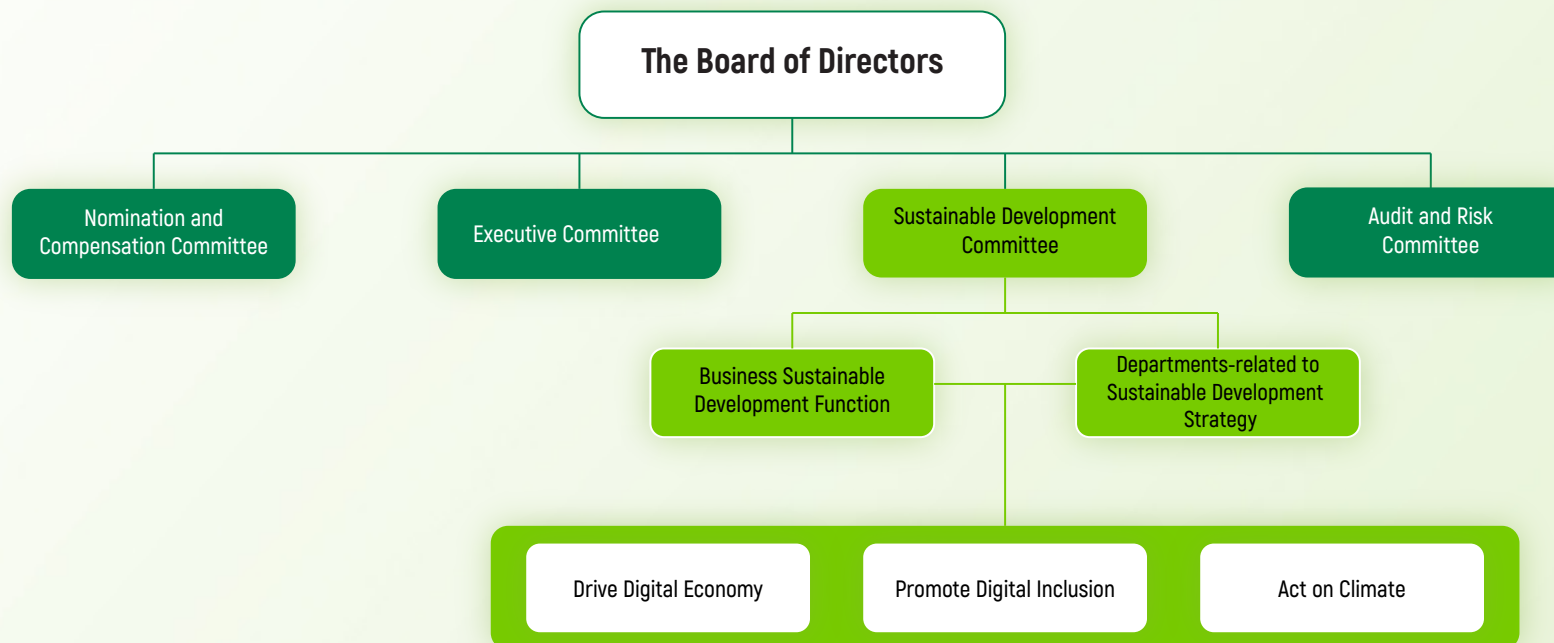 The Board of Directors
Nomination and
Compensation Committee
Executive Committee
Sustainable Development
Committee
Audit and Risk
Committee
Business Sustainable
Development Function
Departments-related to
Sustainable Development
Strategy
Drive Digital Economy
Promote Digital Inclusion
Act on Climate